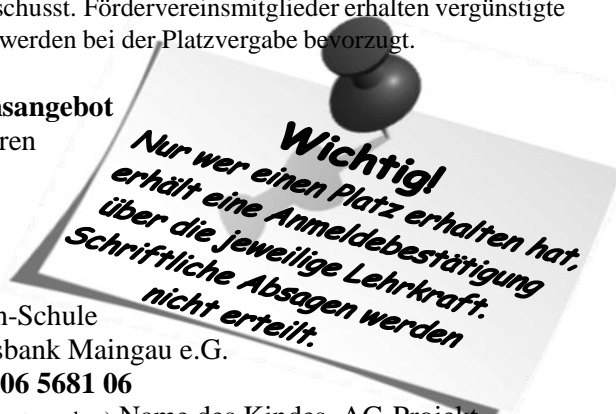 schusst. Fördervereinsmitglieder erhalten vergünstigte
werden bei der Platzvergabe bevorzugt.
nsangebot
ren
Wichtig!
Nur wer einen Platz erhalten hat,
erhält eine Anmeldebestätigung
über die jeweilige Lehrkraft.
Schriftliche Absagen werden
nicht erteilt.
n-Schule
sbank Maingau e.G.
06 5681 06
Name des Kindes, AG-Projekt